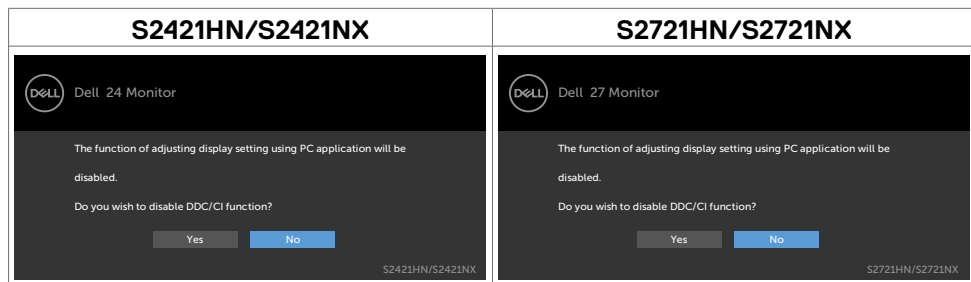 S2421HN/S2421NX
S2721HN/S2721NX
DELL Dell 24 Monitor
The function of adjusting display setting using PC application will be
disabled.
Do you wish to disable DDC/CI function?
Yes No
S2421HN/S2421NX
DELL Dell 27 Monitor
The function of adjusting display setting using PC application will be
disabled.
Do you wish to disable DDC/CI function?
Yes No
S2721HN/S2721NX